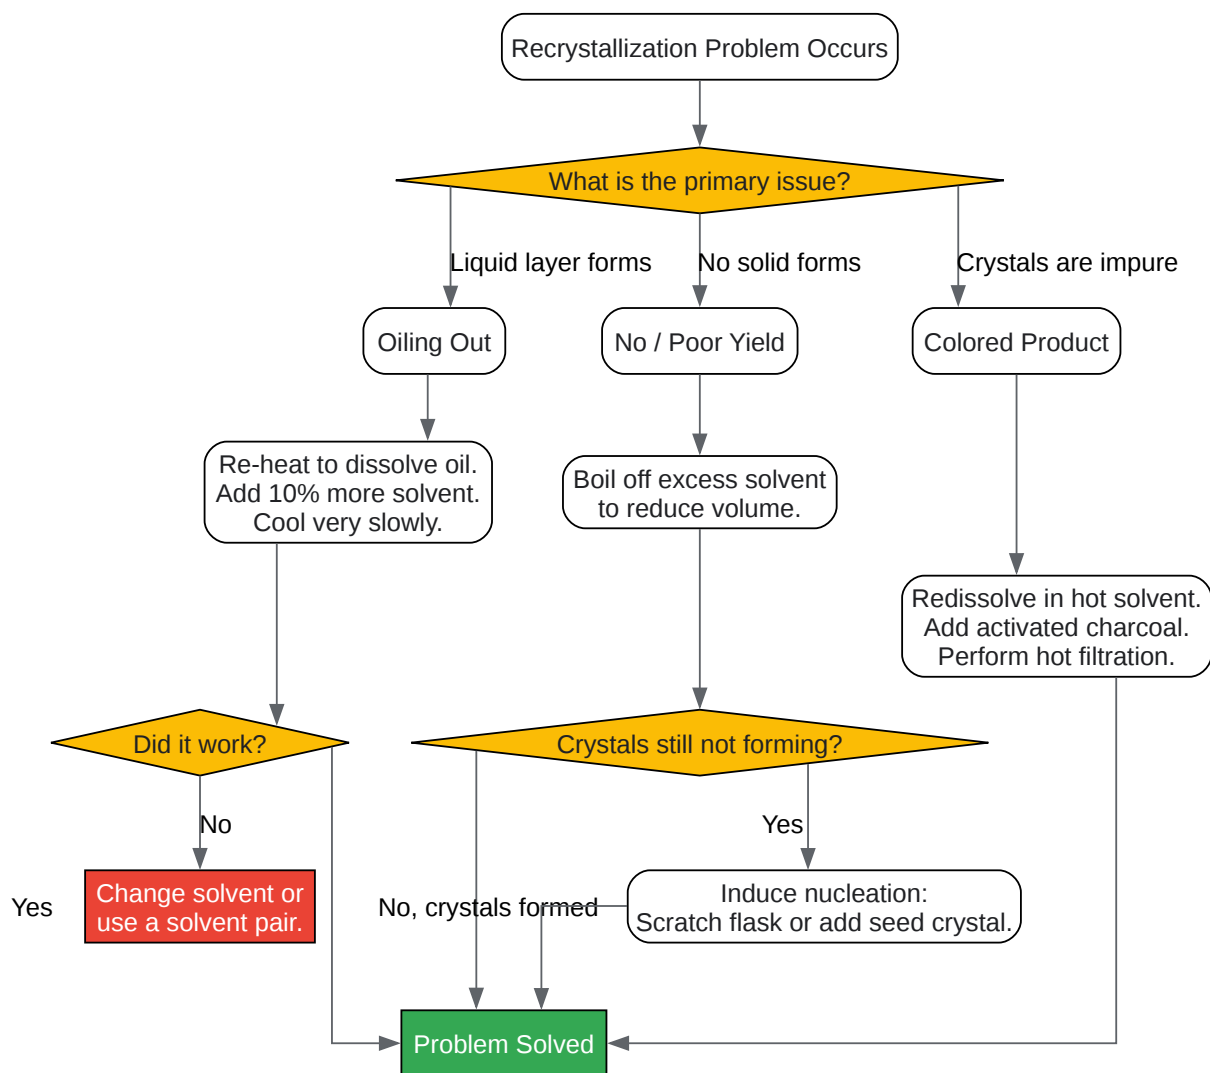 Recrystallization Problem Occurs
What is the primary issue?
Liquid layer forms
No solid forms
Crystals are impure
Oiling Out
No / Poor Yield
Colored Product
Re-heat to dissolve oil.
Add 10% more solvent.
Cool very slowly.
Boil off excess solvent
to reduce volume.
Redissolve in hot solvent.
Add activated charcoal.
Perform hot filtration.
Did it work?
Crystals still not forming?
No
Yes
Yes
Change solvent or
use a solvent pair.
No, crystals formed
Induce nucleation:
Scratch flask or add seed crystal.
Problem Solved